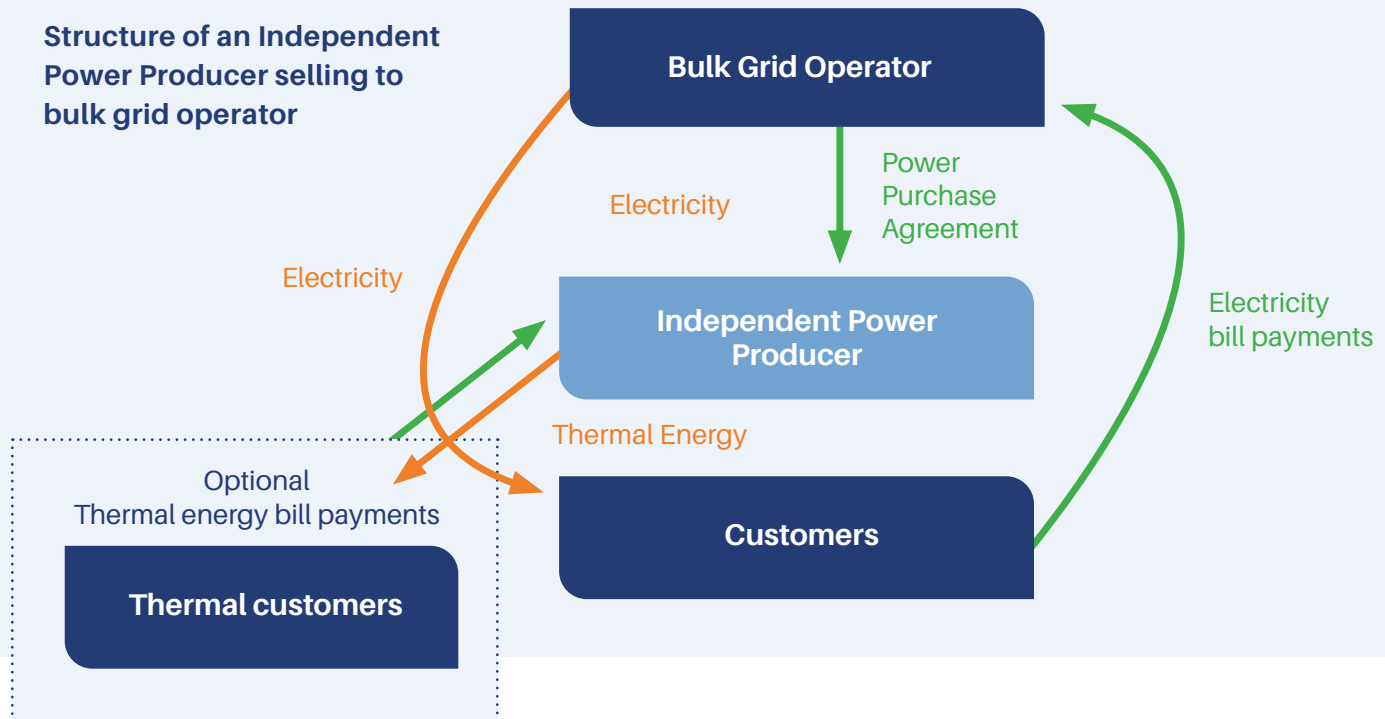 Structure of an Independent
Power Producer selling to
bulk grid operator
Bulk Grid Operator
Power
Purchase
Agreement
Electricity
Electricity
Electricity
bill payments
Independent Power
Producer
Thermal Energy
Optional
Thermal energy bill payments
Customers
Thermal customers